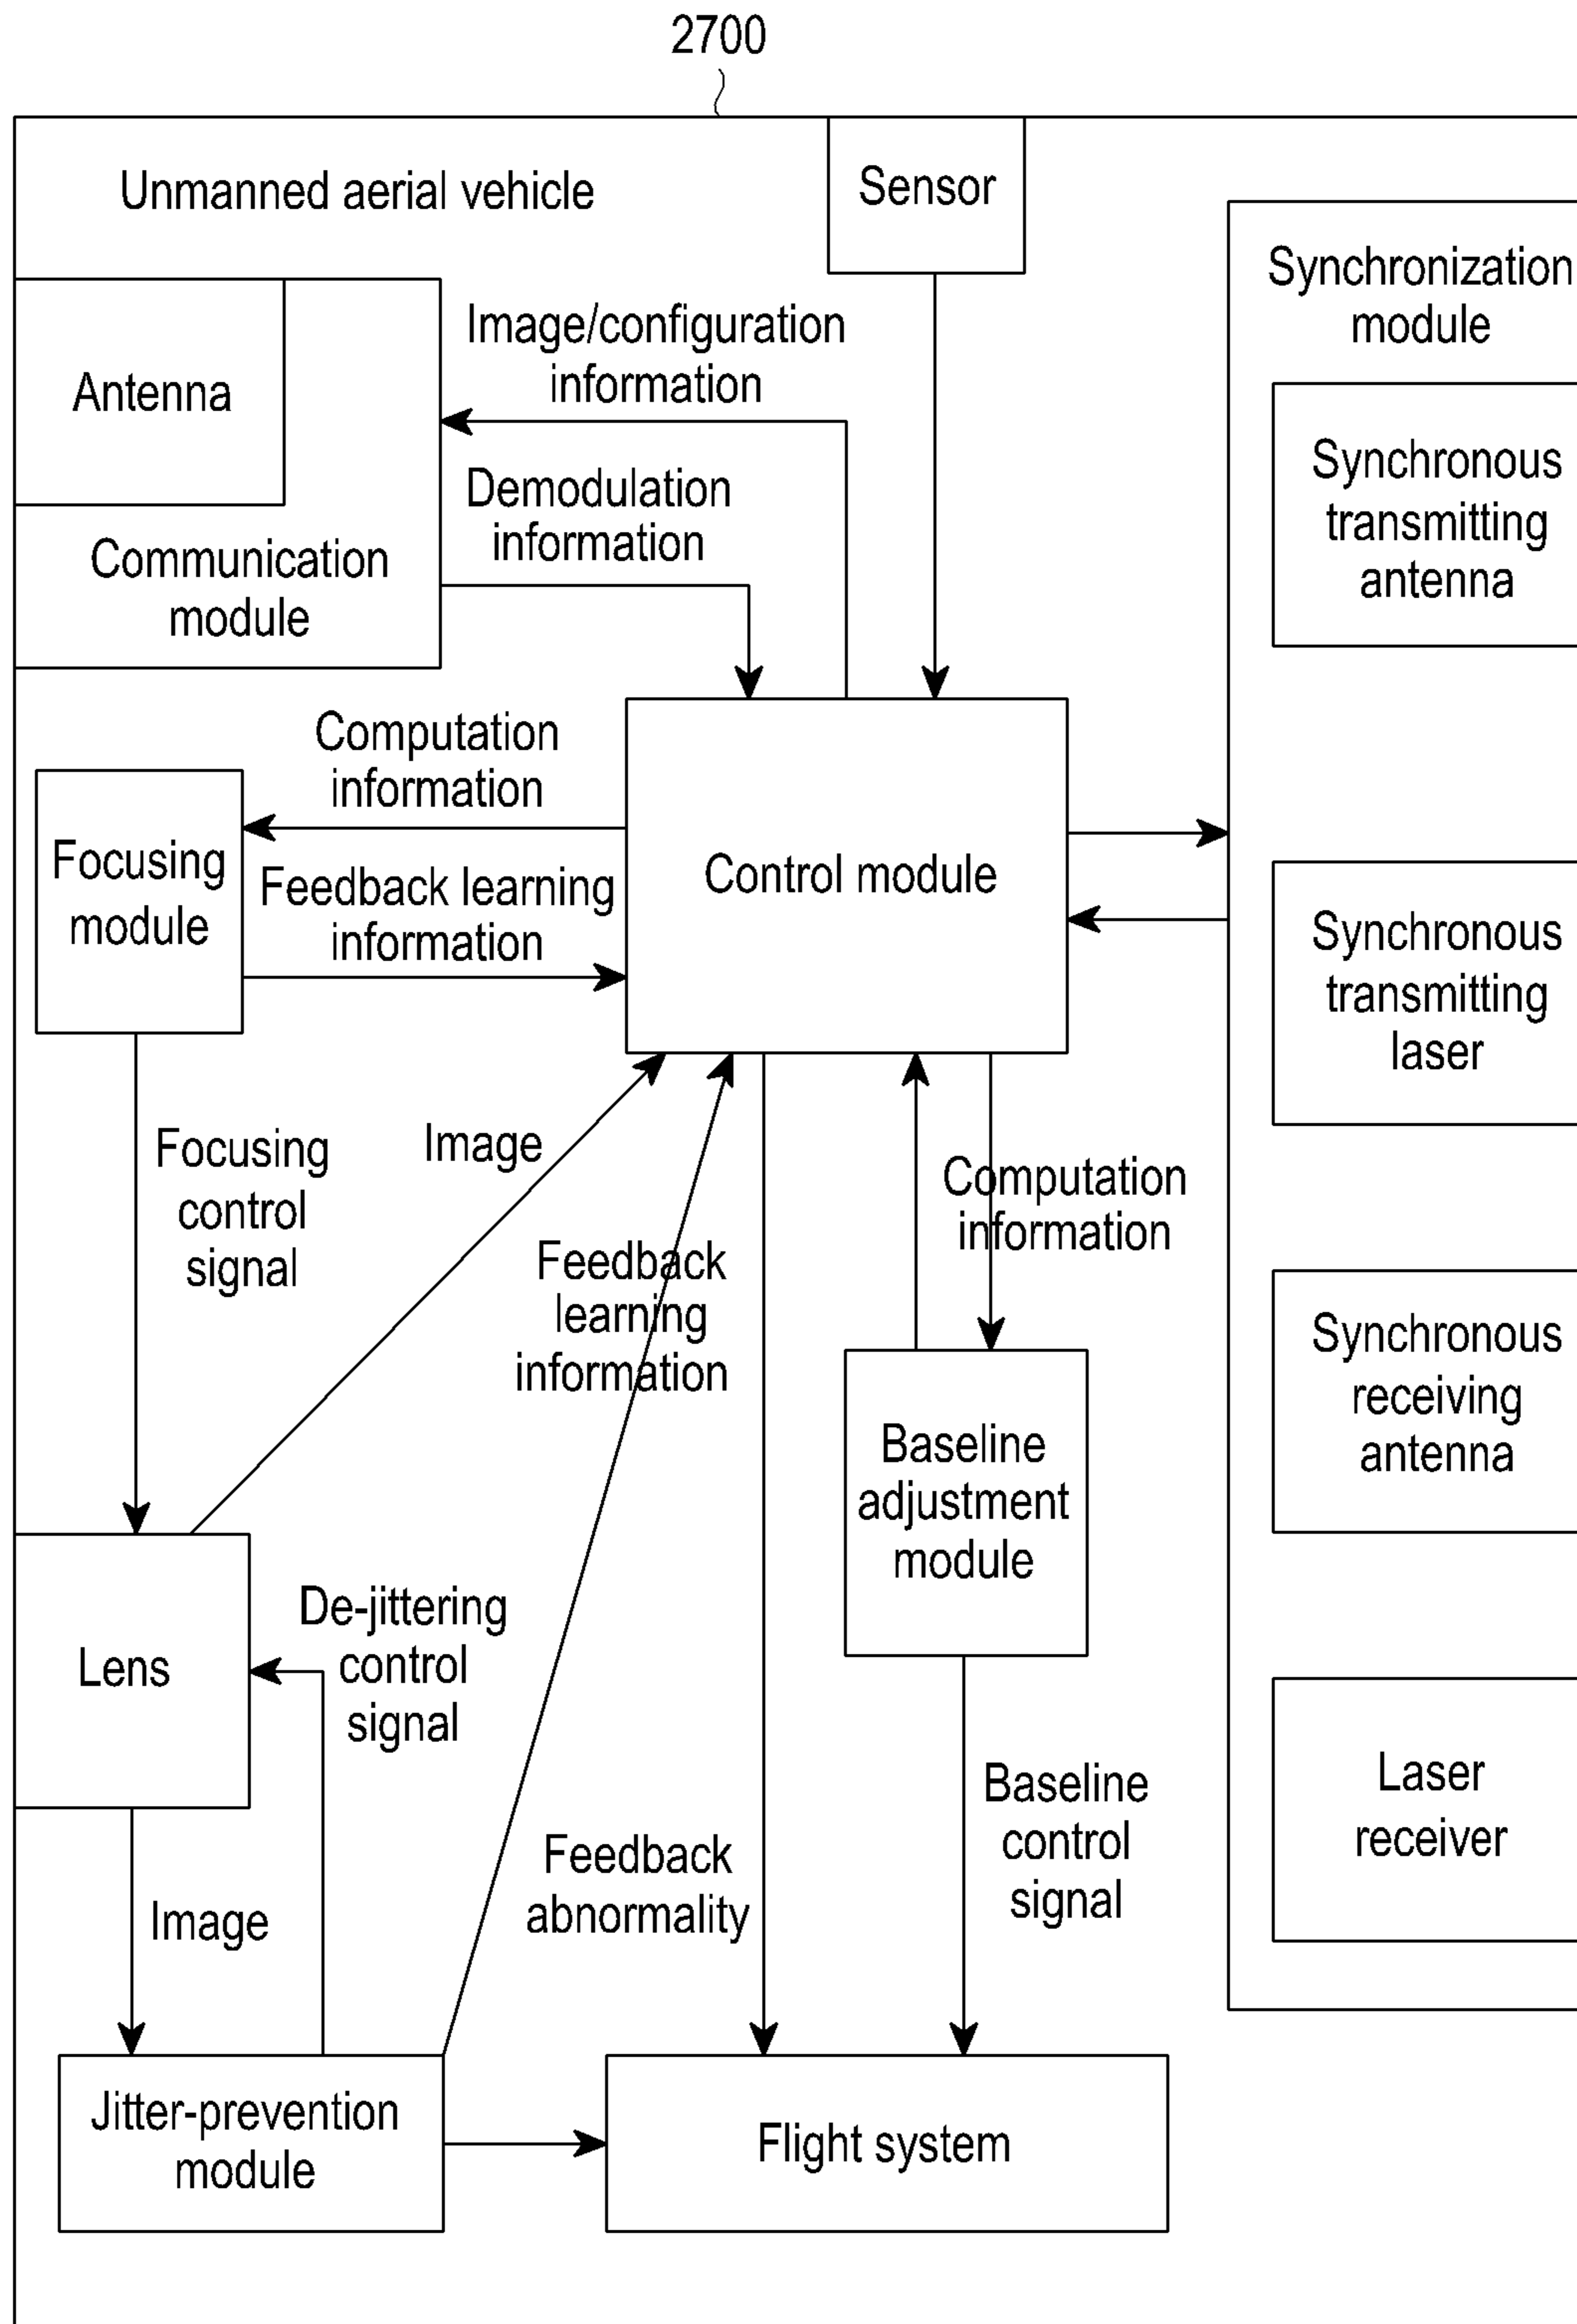 2700
Unmanned aerial vehicle
Sensor
Synchronization
module
Antenna
Communication
module
Image/configuration
information
Demodulation
information
Synchronous
transmitting
antenna
Computation
information
Focusing
module
Feedback learning
information
Control module
Synchronous
transmitting
laser
Focusing
control
signal
Image
Feedback
learning
information
Computation
information
Synchronous
receiving
antenna
Baseline
adjustment
module
Lens
De-jittering
control
signal
Laser
receiver
Image
Feedback
abnormality
Baseline
control
signal
Jitter-prevention
module
Flight system